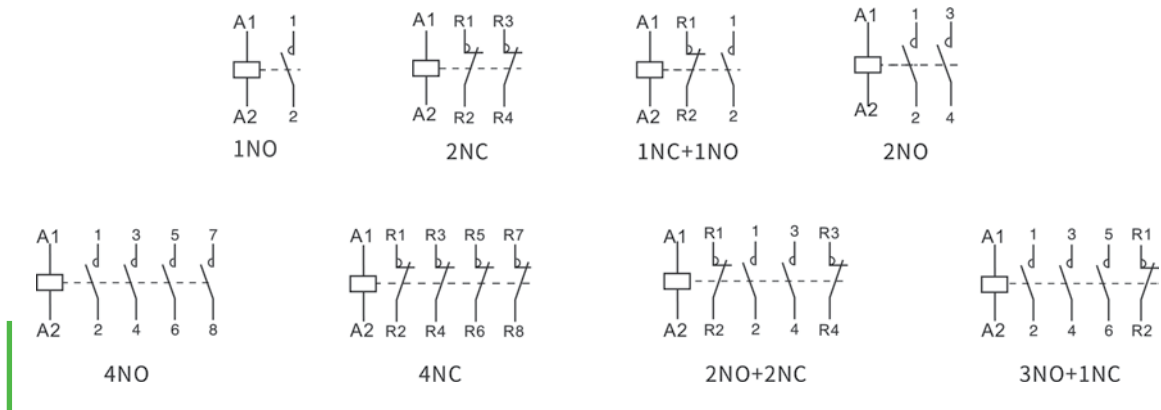 A1 1 A1 R1 R3 A1 R1 1 A1 1 3
A2 2 A2 R2 R4 A2 R2 2 A2 2 4
1NO 2NC 1NC+1NO 2NO
A1 1 3 5 7 A1 R1 R3 R5 R7 A1 R1 1 3 R3 A1 1 3 5 R1
A2 2 4 6 8 A2 R2 R4 R6 R8 A2 R2 2 4 R4 A2 2 4 6 R2
4NO 4NC 2NO+2NC 3NO+1NC